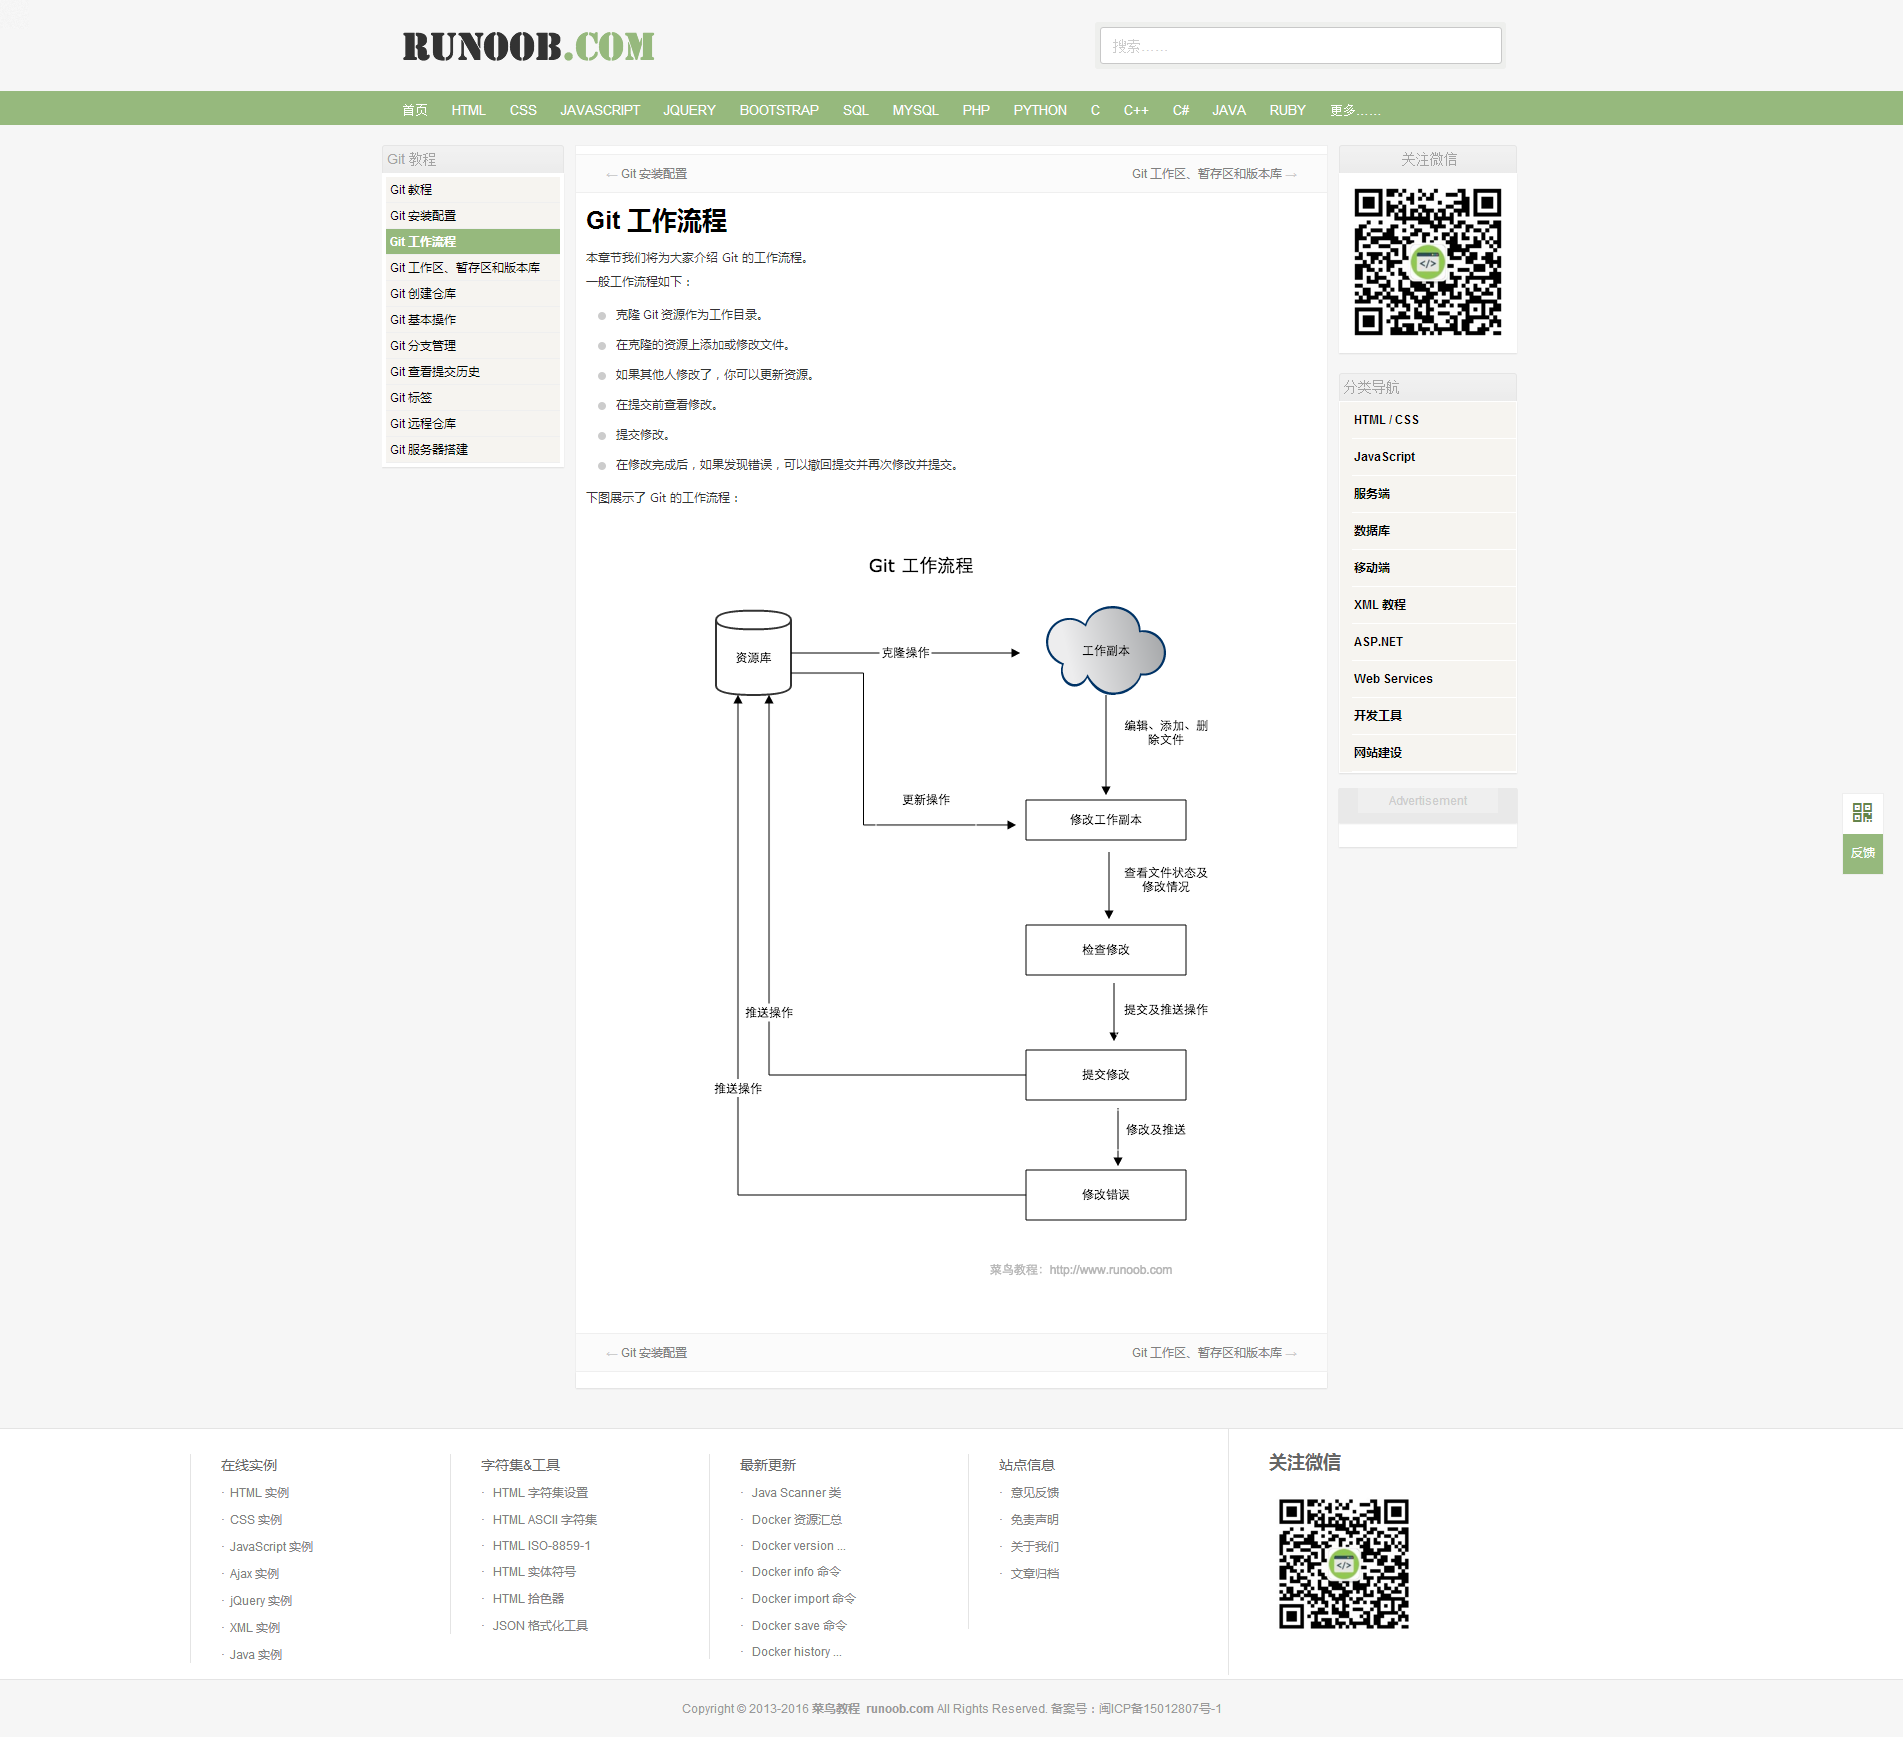 RUNOOB.COM
搜索……
首页 HTML CSS JAVASCRIPT JQUERY BOOTSTRAP SQL MYSQL PHP PYTHON C C++ C# JAVA RUBY 更多……
Git 教程
Git 教程
Git 安装配置
Git 工作流程
Git 工作区、暂存区和版本库
Git 创建仓库
Git 基本操作
Git 分支管理
Git 查看提交历史
Git 标签
Git 远程仓库
Git 服务器搭建
← Git 安装配置
Git 工作区、暂存区和版本库 →
Git 工作流程
本章节我们将为大家介绍 Git 的工作流程。
一般工作流程如下：
克隆 Git 资源作为工作目录。
在克隆的资源上添加或修改文件。
如果其他人修改了，你可以更新资源。
在提交前查看修改。
提交修改。
在修改完成后，如果发现错误，可以撤回提交并再次修改并提交。
下图展示了 Git 的工作流程：
Git 工作流程
资源库
克隆操作
工作副本
编辑、添加、删
除文件
更新操作
修改工作副本
查看文件状态及
修改情况
检查修改
推送操作
提交及推送操作
提交修改
推送操作
修改及推送
修改错误
菜鸟教程：http://www.runoob.com
← Git 安装配置
Git 工作区、暂存区和版本库 →
关注微信
分类导航
HTML / CSS
JavaScript
服务端
数据库
移动端
XML 教程
ASP.NET
Web Services
开发工具
网站建设
Advertisement
反馈
在线实例
· HTML 实例
· CSS 实例
· JavaScript 实例
· Ajax 实例
· jQuery 实例
· XML 实例
· Java 实例
字符集&工具
· HTML 字符集设置
· HTML ASCII 字符集
· HTML ISO-8859-1
· HTML 实体符号
· HTML 拾色器
· JSON 格式化工具
最新更新
· Java Scanner 类
· Docker 资源汇总
· Docker version ...
· Docker info 命令
· Docker import 命令
· Docker save 命令
· Docker history ...
站点信息
· 意见反馈
· 免责声明
· 关于我们
· 文章归档
关注微信
Copyright © 2013-2016 菜鸟教程 runoob.com All Rights Reserved. 备案号：闽ICP备15012807号-1